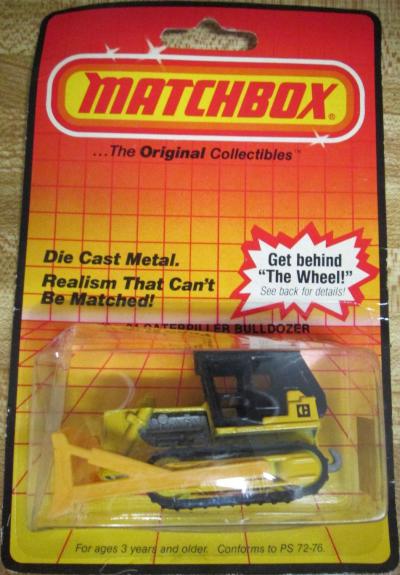 MATCHBOX®
...The Original Collectibles™
Die Cast Metal.
Realism That Can't
Be Matched!
Get behind
"The Wheel!"
See back for details!
CATERPILLER BULLDOZER
For ages 3 years and older. Conforms to PS 72-76.